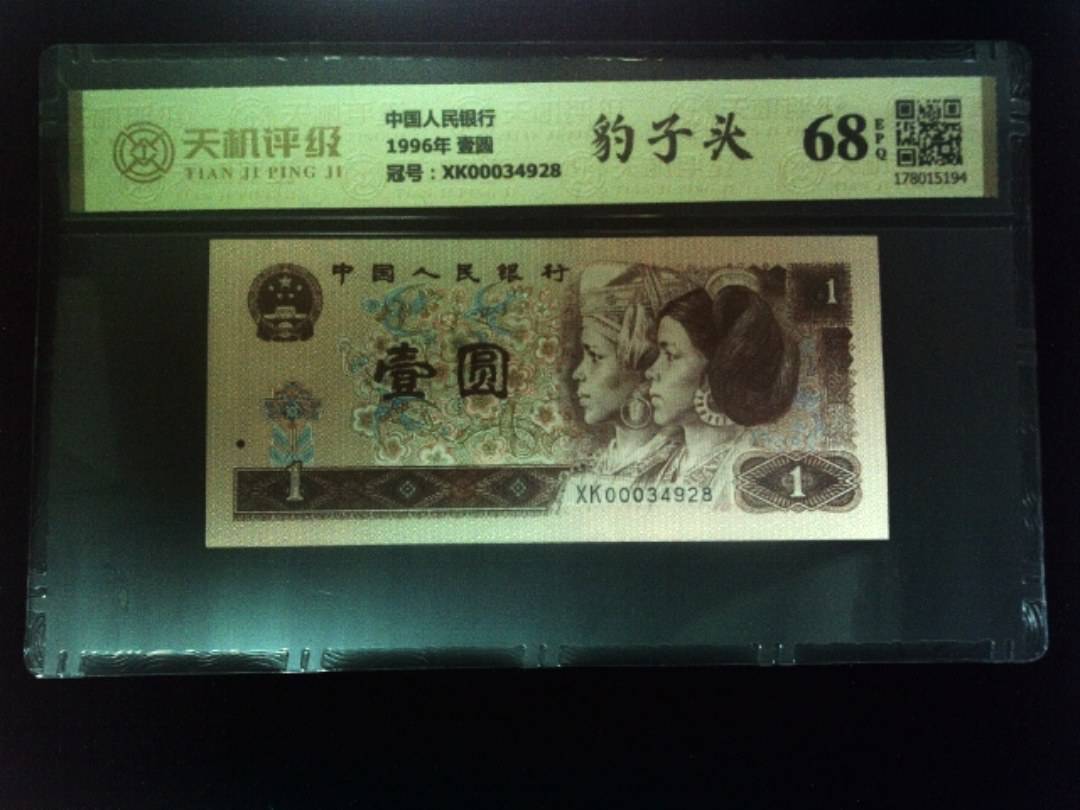 天机评级
TIAN JI PING JI
中国人民银行
1996年 壹圆
冠号：XK00034928
豹子头
68
EPQ
178015194
中国人民银行
1
壹圆
1
XK00034928
1